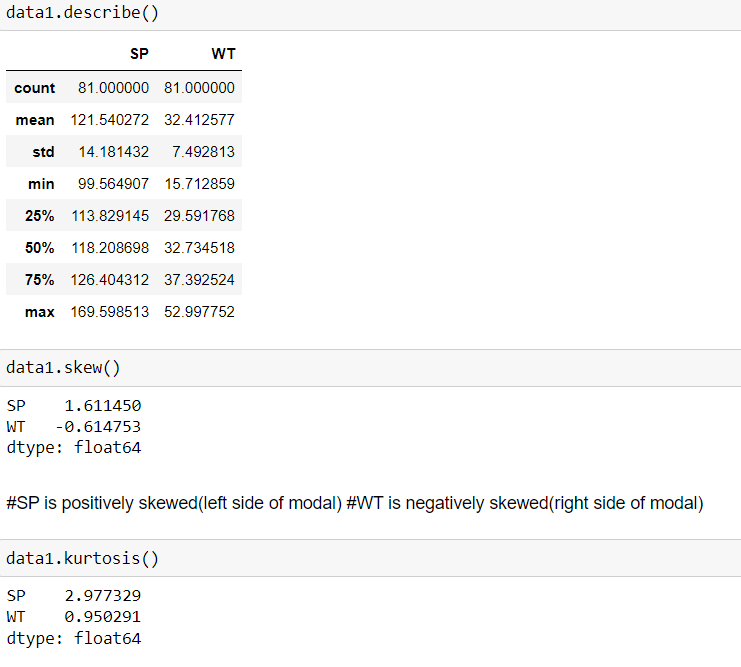 data1.describe()
SP WT
count 81.000000 81.000000
mean 121.540272 32.412577
std 14.181432 7.492813
min 99.564907 15.712859
25% 113.829145 29.591768
50% 118.208698 32.734518
75% 126.404312 37.392524
max 169.598513 52.997752
data1.skew()
SP 1.611450
WT -0.614753
dtype: float64
#SP is positively skewed(left side of modal) #WT is negatively skewed(right side of modal)
data1.kurtosis()
SP 2.977329
WT 0.950291
dtype: float64